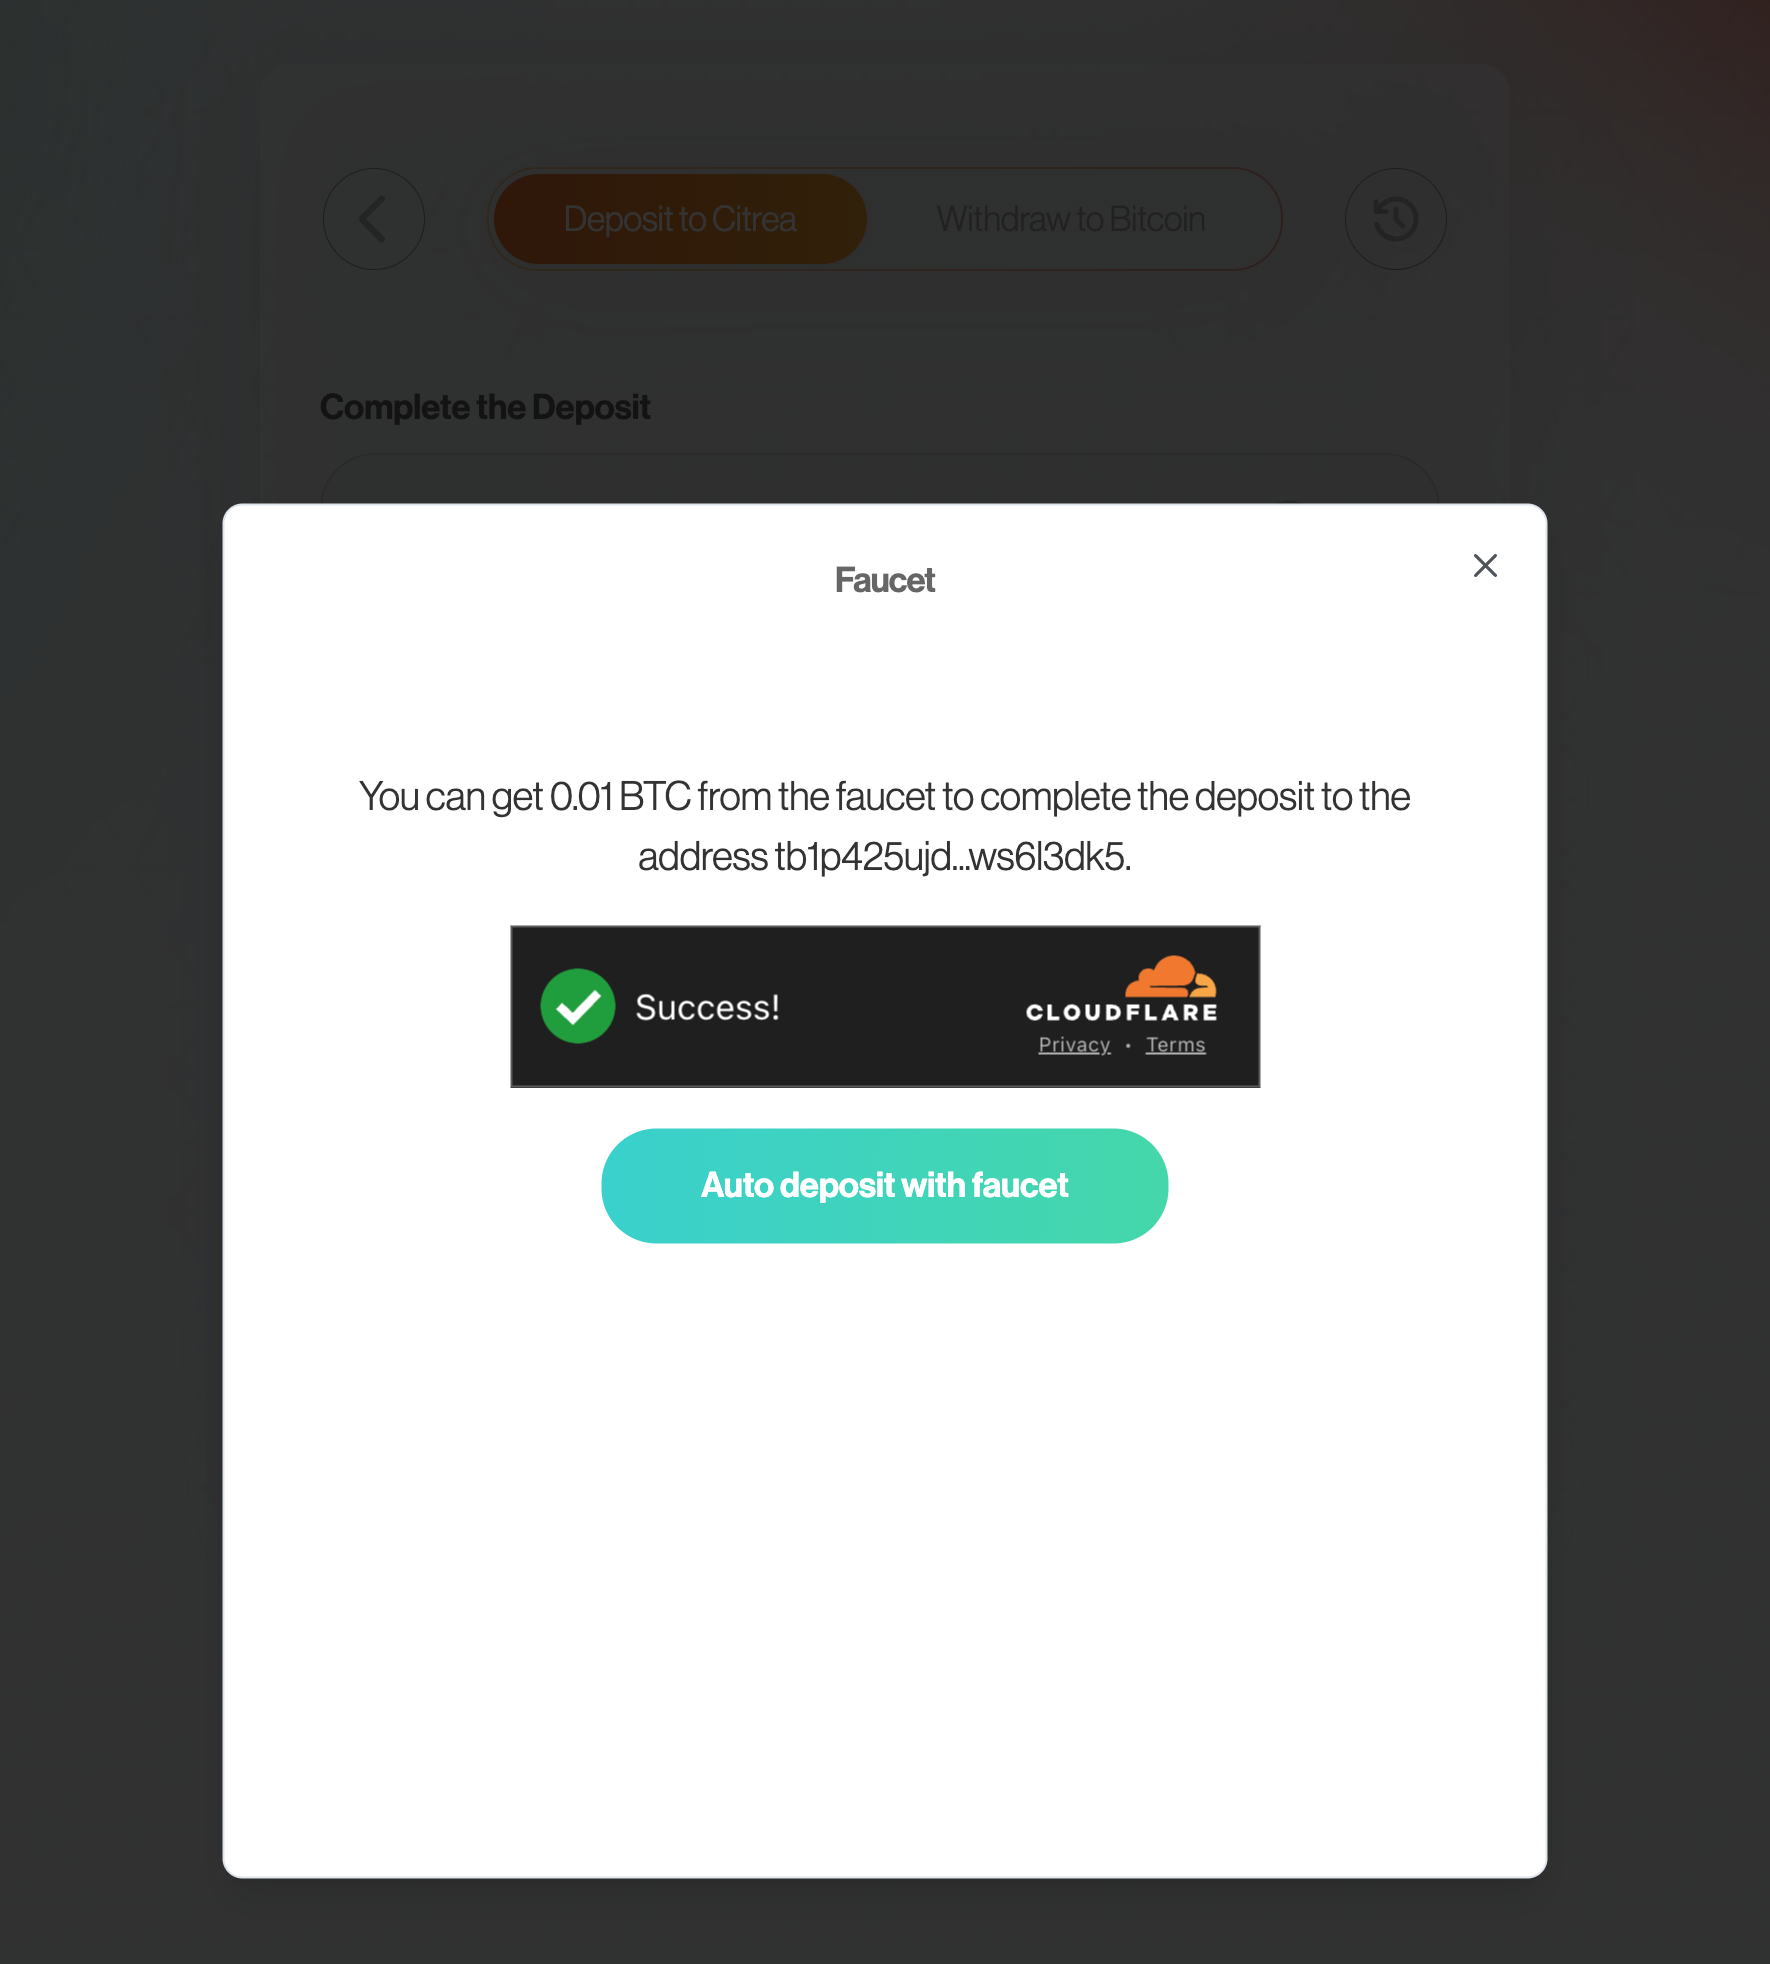 Deposit to Citrea
Withdraw to Bitcoin
Complete the Deposit
Faucet
You can get 0.01 BTC from the faucet to complete the deposit to the
address tb1p425ujd...ws6l3dk5.
Success!
CLOUDFLARE
Privacy • Terms
Auto deposit with faucet